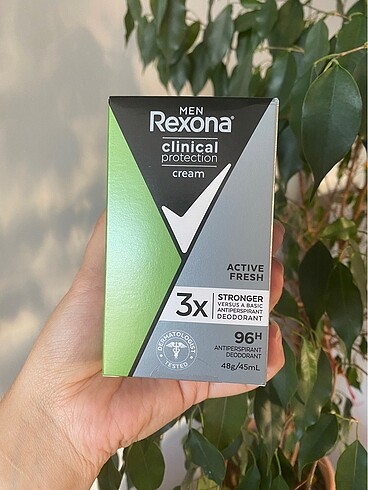 MEN
Rexona®
clinical
protection
cream
ACTIVE
FRESH
3x
STRONGER
VERSUS A BASIC
ANTIPERSPIRANT
DEODORANT
DERMATOLOGIST
TESTED
96H
ANTIPERSPIRANT
DEODORANT
48g/45mL